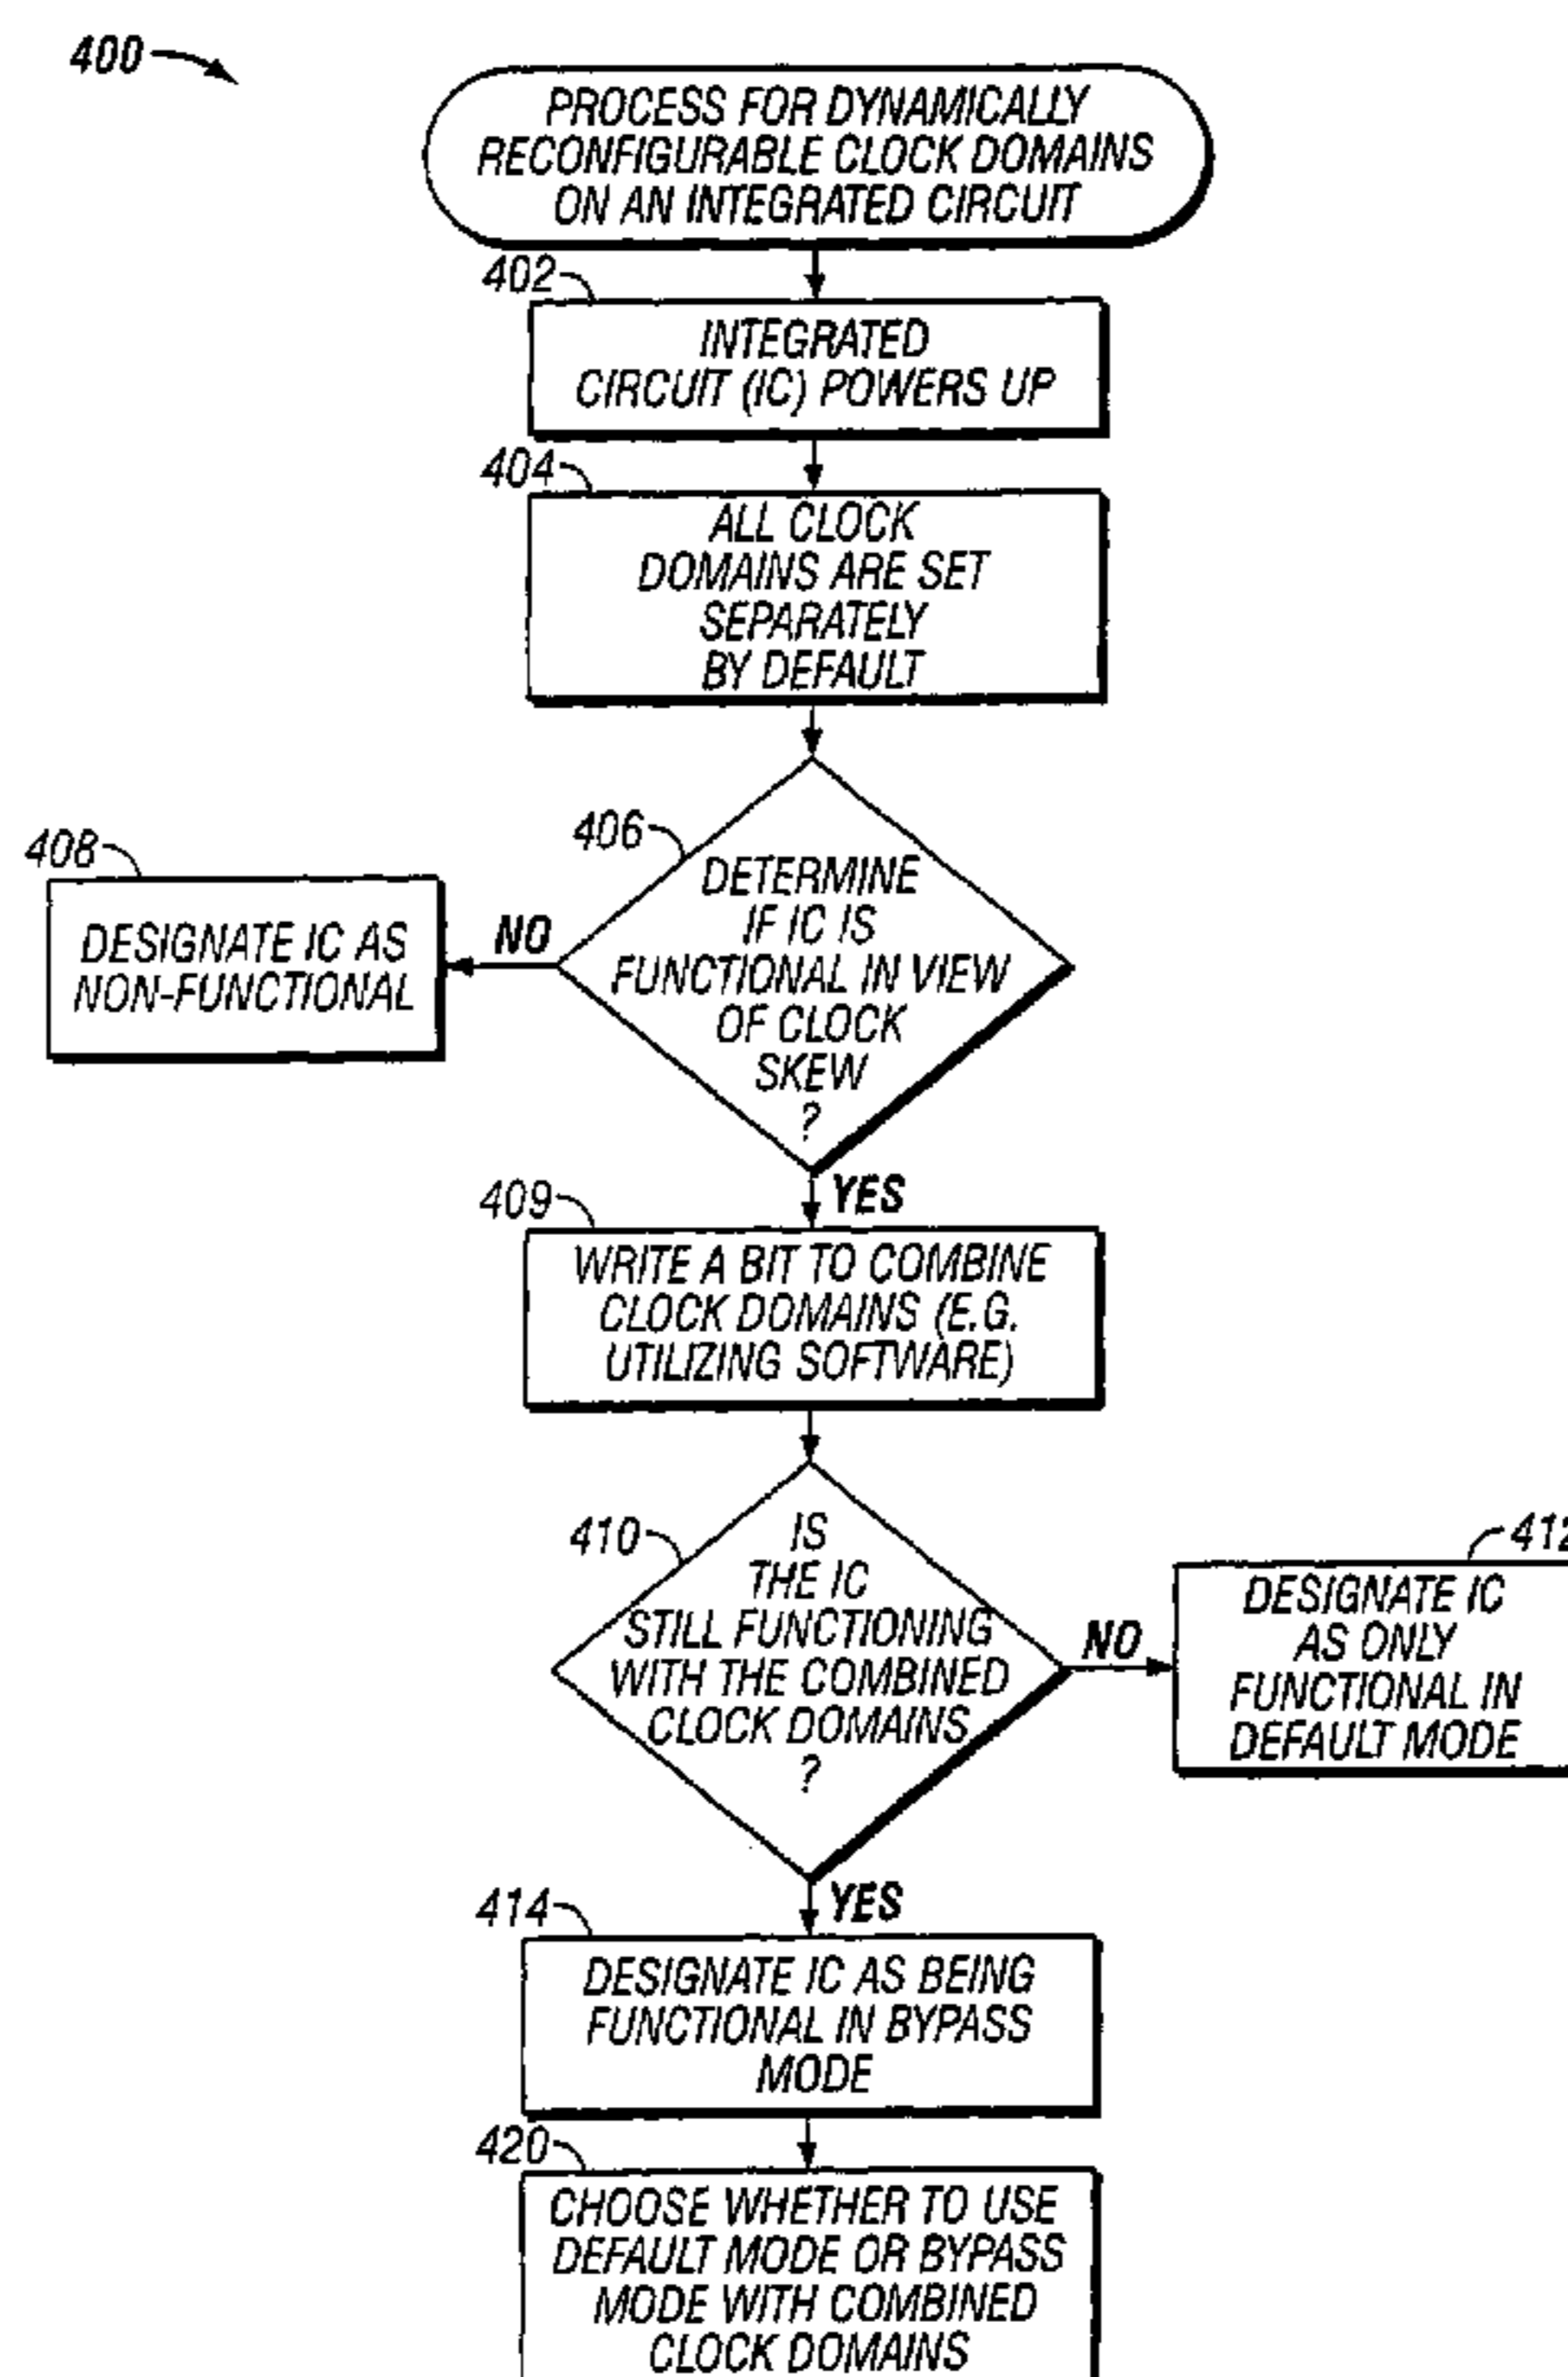 400
PROCESS FOR DYNAMICALLY
RECONFIGURABLE CLOCK DOMAINS
ON AN INTEGRATED CIRCUIT
402
INTEGRATED
CIRCUIT (IC) POWERS UP
404
ALL CLOCK
DOMAINS ARE SET
SEPARATELY
BY DEFAULT
406
DETERMINE
IF IC IS
FUNCTIONAL IN VIEW
OF CLOCK
SKEW
?
408
NO
DESIGNATE IC AS
NON-FUNCTIONAL
YES
409
WRITE A BIT TO COMBINE
CLOCK DOMAINS (E.G.
UTILIZING SOFTWARE)
410
IS
THE IC
STILL FUNCTIONING
WITH THE COMBINED
CLOCK DOMAINS
?
NO
412
DESIGNATE IC
AS ONLY
FUNCTIONAL IN
DEFAULT MODE
YES
414
DESIGNATE IC AS BEING
FUNCTIONAL IN BYPASS
MODE
420
CHOOSE WHETHER TO USE
DEFAULT MODE OR BYPASS
MODE WITH COMBINED
CLOCK DOMAINS